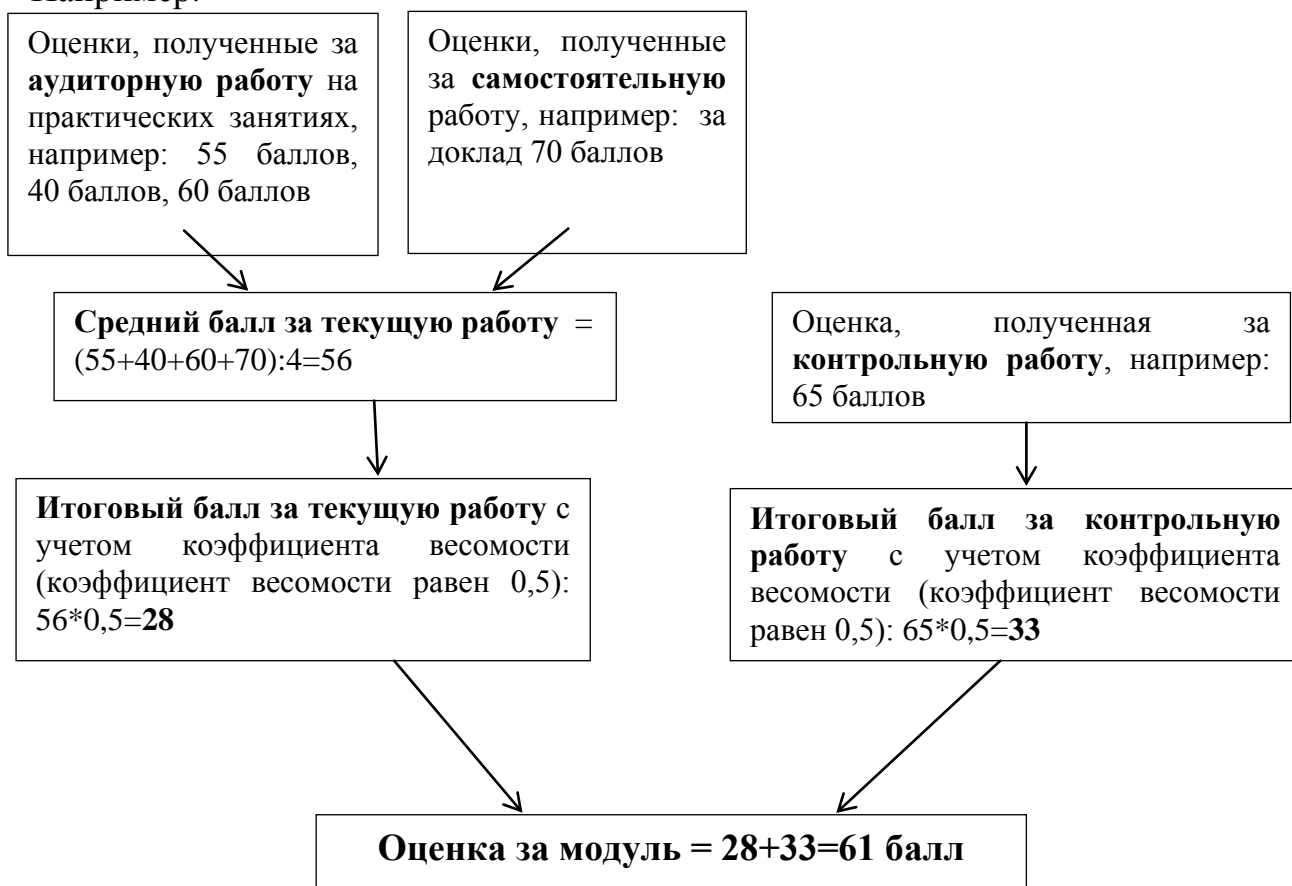 Например:
Оценки, полученные за
аудиторную работу на
практических занятиях,
например: 55 баллов,
40 баллов, 60 баллов
Оценки, полученные
за самостоятельную
работу, например: за
доклад 70 баллов
Средний балл за текущую работу =
(55+40+60+70):4=56
Оценка, полученная за
контрольную работу, например:
65 баллов
Итоговый балл за текущую работу с
учетом коэффициента весомости
(коэффициент весомости равен 0,5):
56*0,5=28
Итоговый балл за контрольную
работу с учетом коэффициента
весомости (коэффициент весомости
равен 0,5): 65*0,5=33
Оценка за модуль = 28+33=61 балл